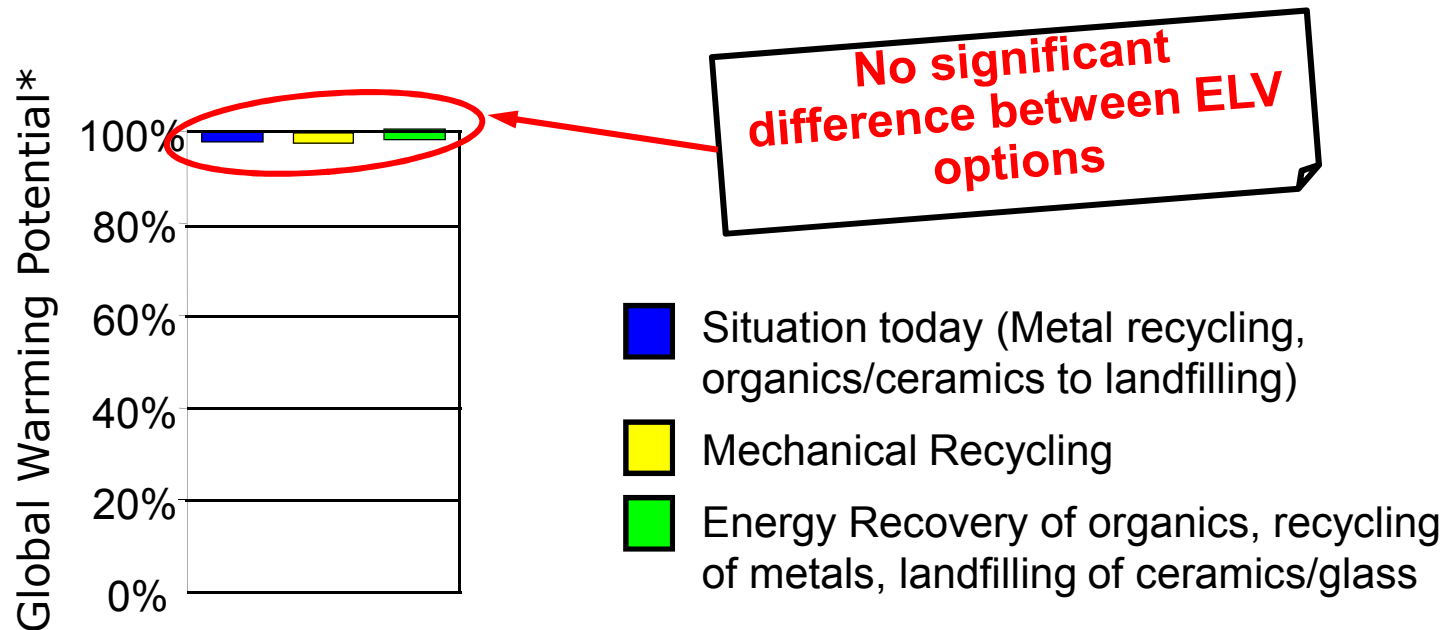 No significant
difference between ELV
options
Global Warming Potential*
100%
80%
60%
40%
20%
0%
Situation today (Metal recycling,
organics/ceramics to landfilling)
Mechanical Recycling
Energy Recovery of organics, recycling
of metals, landfilling of ceramics/glass